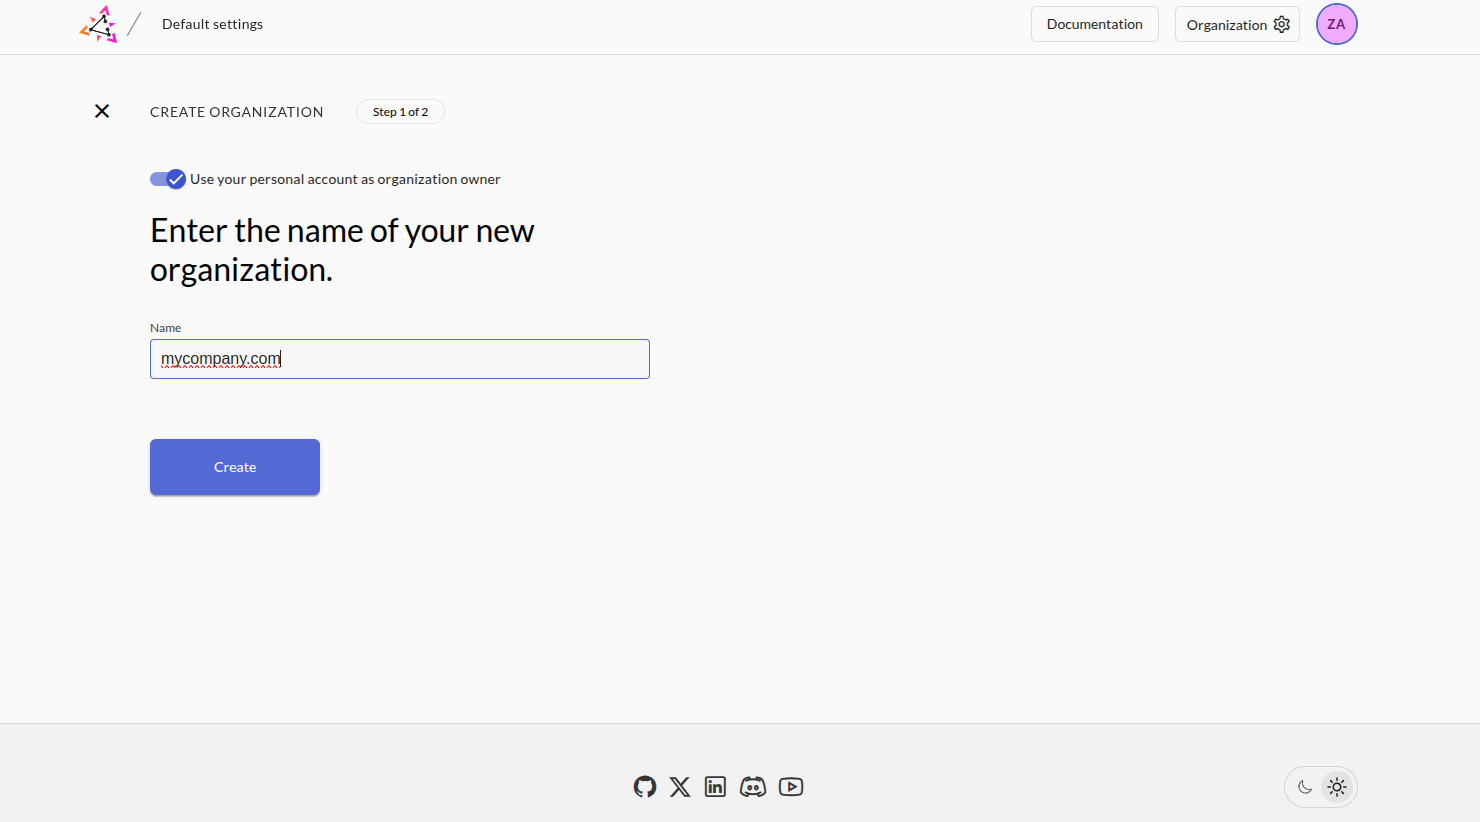 Default settings
Documentation
Organization
ZA
CREATE ORGANIZATION
Step 1 of 2
Use your personal account as organization owner
Enter the name of your new
organization.
Name
mycompany.com
Create